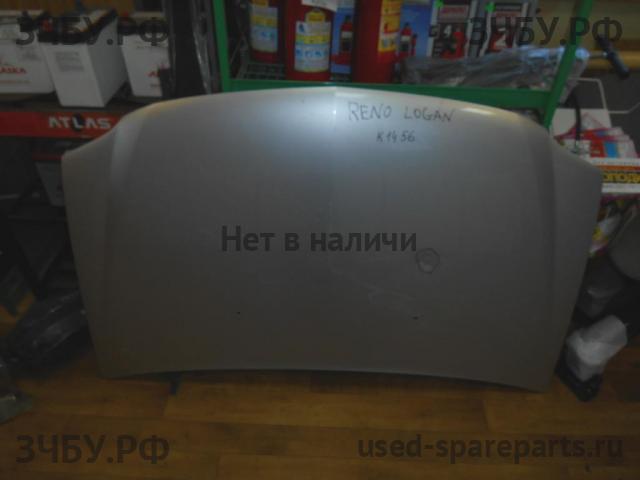 ЗЧБУ.РФ
ЗЧБУ.РФ
ATLAS
RENO LOGAN
K1456
Нет в наличи
ЗЧБУ.РФ
used-spareparts.ru